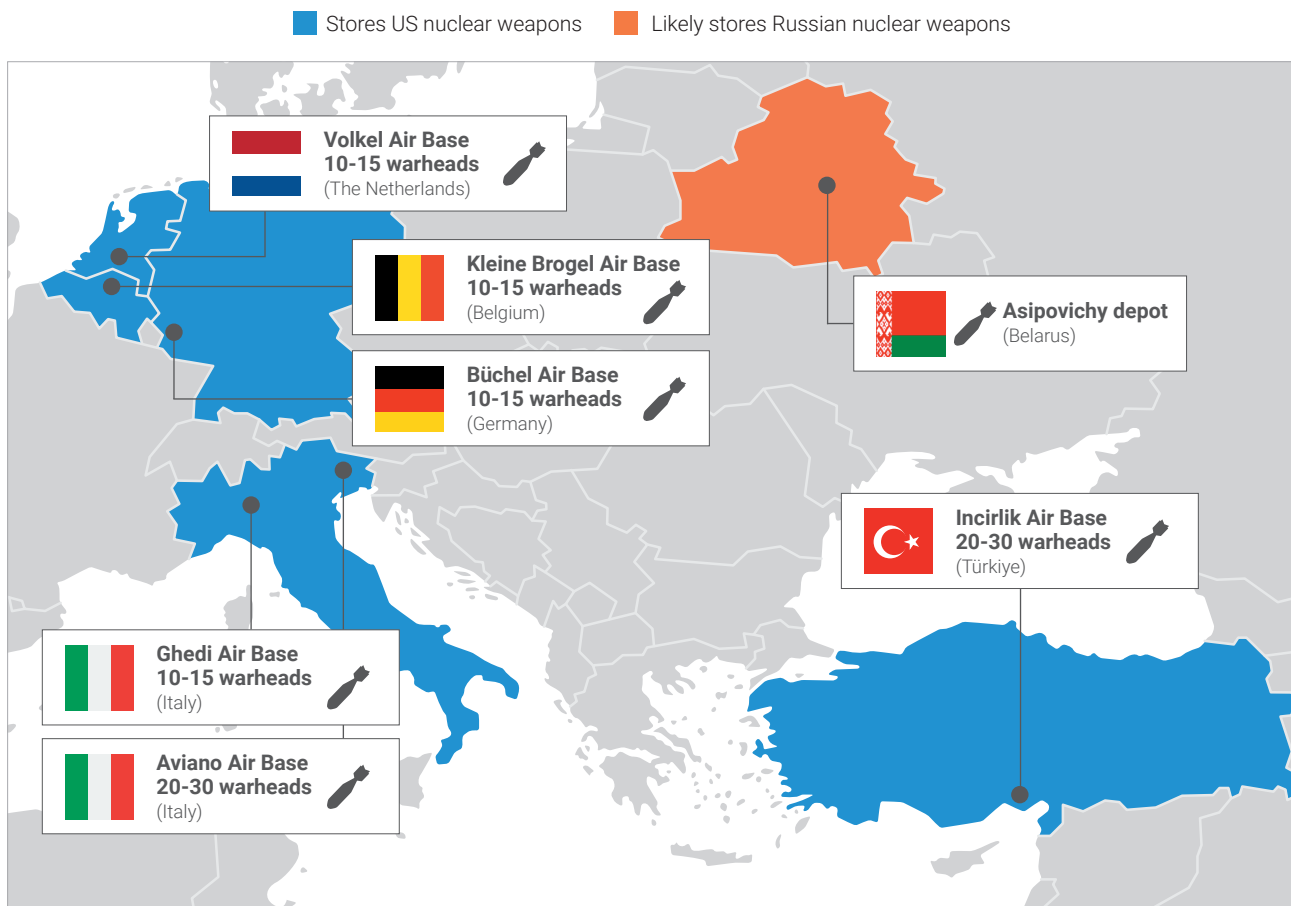 Stores US nuclear weapons
Likely stores Russian nuclear weapons
Volkel Air Base
10-15 warheads
(The Netherlands)
Kleine Brogel Air Base
10-15 warheads
(Belgium)
Büchel Air Base
10-15 warheads
(Germany)
Asipovichy depot
(Belarus)
Incirlik Air Base
20-30 warheads
(Türkiye)
Ghedi Air Base
10-15 warheads
(Italy)
Aviano Air Base
20-30 warheads
(Italy)